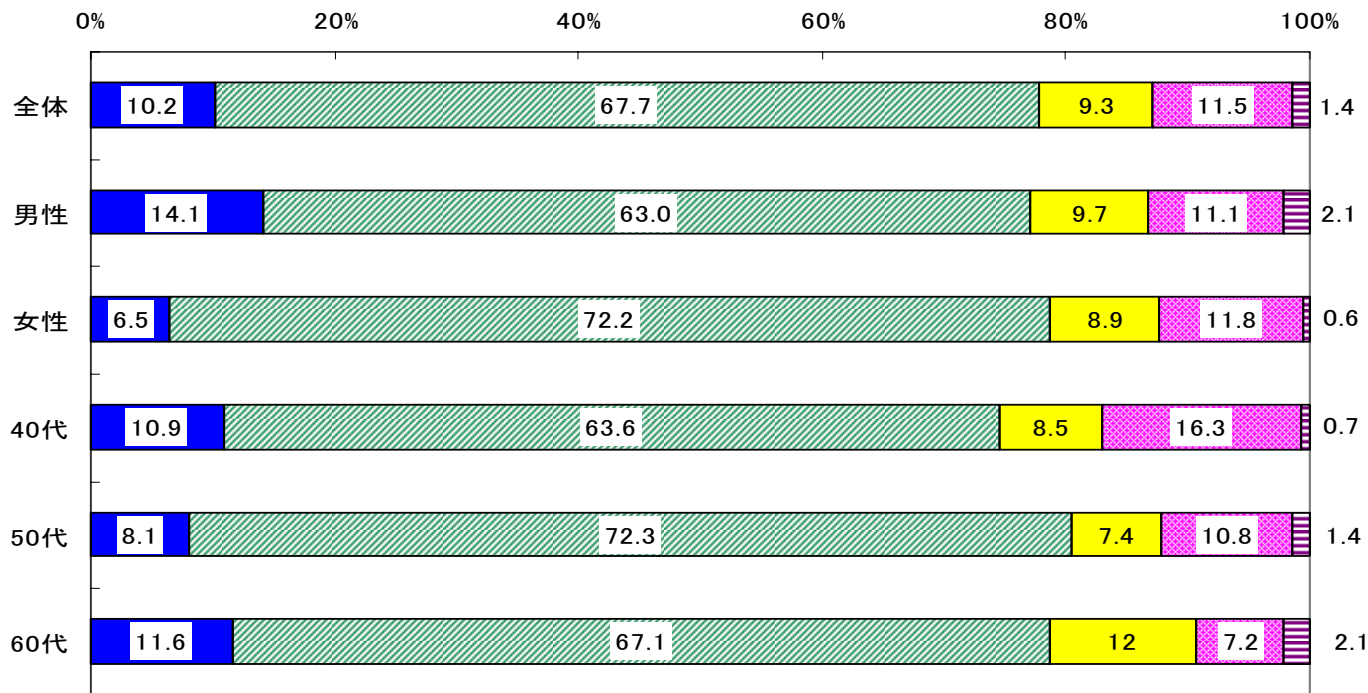 0% 20% 40% 60% 80% 100%
全体 10.2 67.7 9.3 11.5 1.4
男性 14.1 63.0 9.7 11.1 2.1
女性 6.5 72.2 8.9 11.8 0.6
40代 10.9 63.6 8.5 16.3 0.7
50代 8.1 72.3 7.4 10.8 1.4
60代 11.6 67.1 12 7.2 2.1